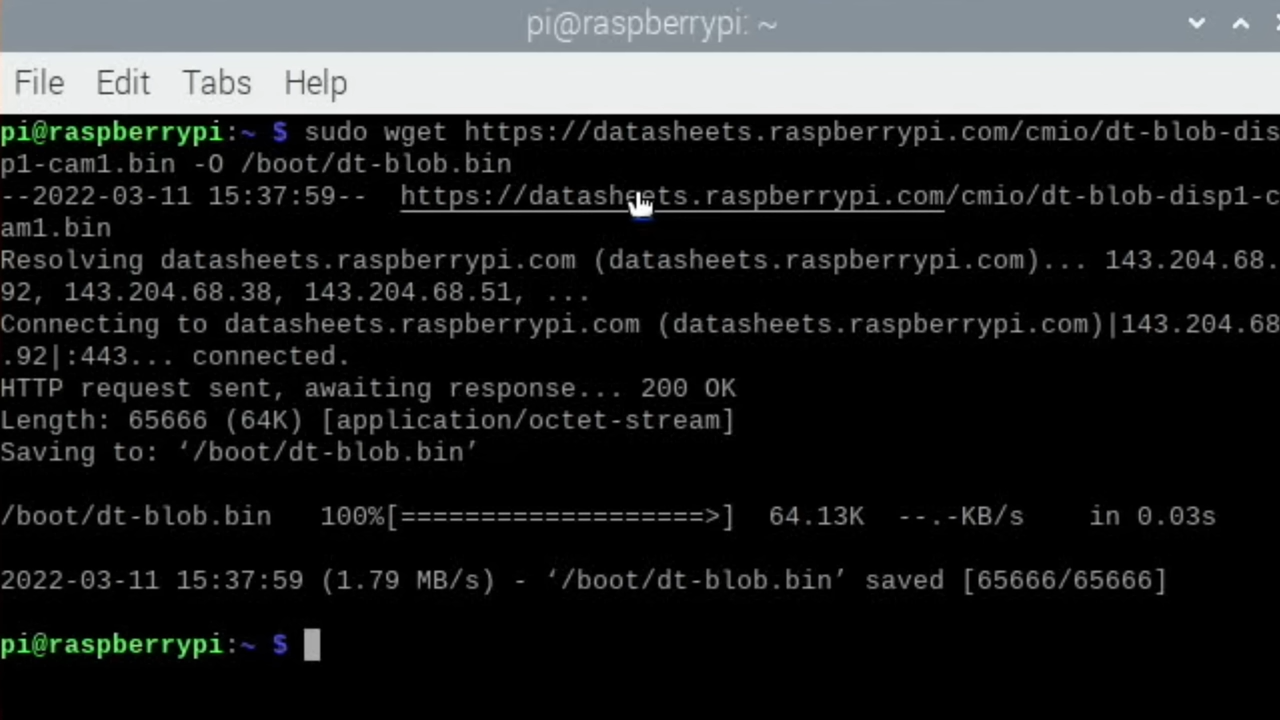 pi@raspberrypi: ~
File Edit Tabs Help
pi@raspberrypi:~ $ sudo wget https://datasheets.raspberrypi.com/cmio/dt-blob-dis
p1-cam1.bin -O /boot/dt-blob.bin
--2022-03-11 15:37:59--  https://datasheets.raspberrypi.com/cmio/dt-blob-disp1-c
am1.bin
Resolving datasheets.raspberrypi.com (datasheets.raspberrypi.com)... 143.204.68.
92, 143.204.68.38, 143.204.68.51, ...
Connecting to datasheets.raspberrypi.com (datasheets.raspberrypi.com)|143.204.68
.92|:443... connected.
HTTP request sent, awaiting response... 200 OK
Length: 65666 (64K) [application/octet-stream]
Saving to: ‘/boot/dt-blob.bin’
/boot/dt-blob.bin   100%[===================>]  64.13K  --.-KB/s    in 0.03s
2022-03-11 15:37:59 (1.79 MB/s) - ‘/boot/dt-blob.bin’ saved [65666/65666]
pi@raspberrypi:~ $